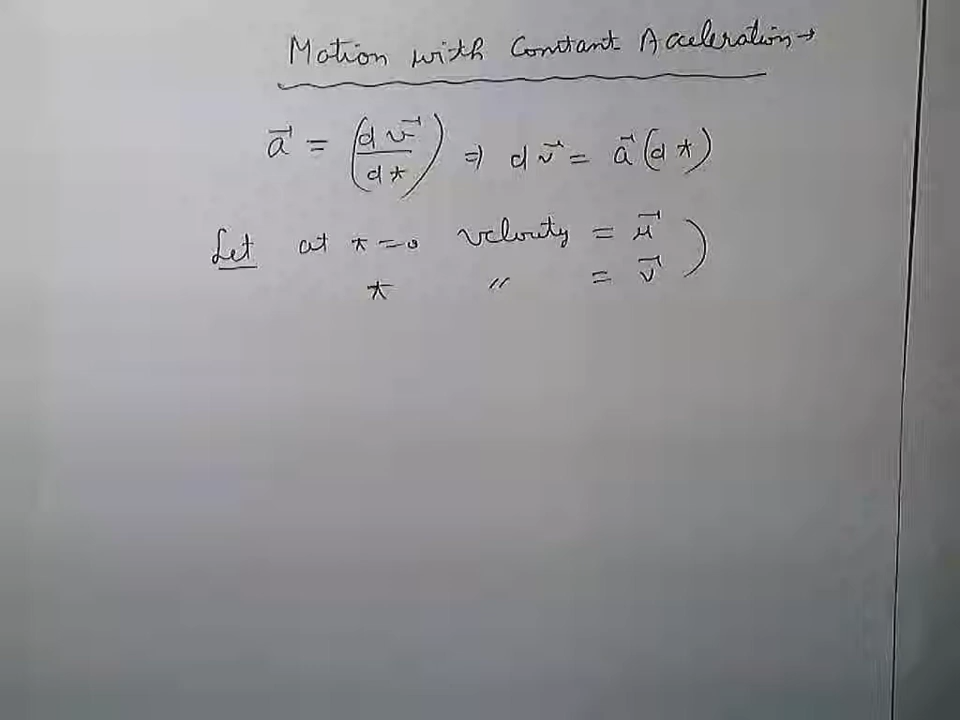 Motion with Constant Acceleration →
a⃗ = (dv⃗/dt) ⇒ dv⃗ = a⃗(dt)
Let at t=0 velocity = u⃗ )
t " = v⃗